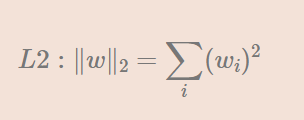 L2 : ‖w‖₂ = ∑ᵢ(wᵢ)²